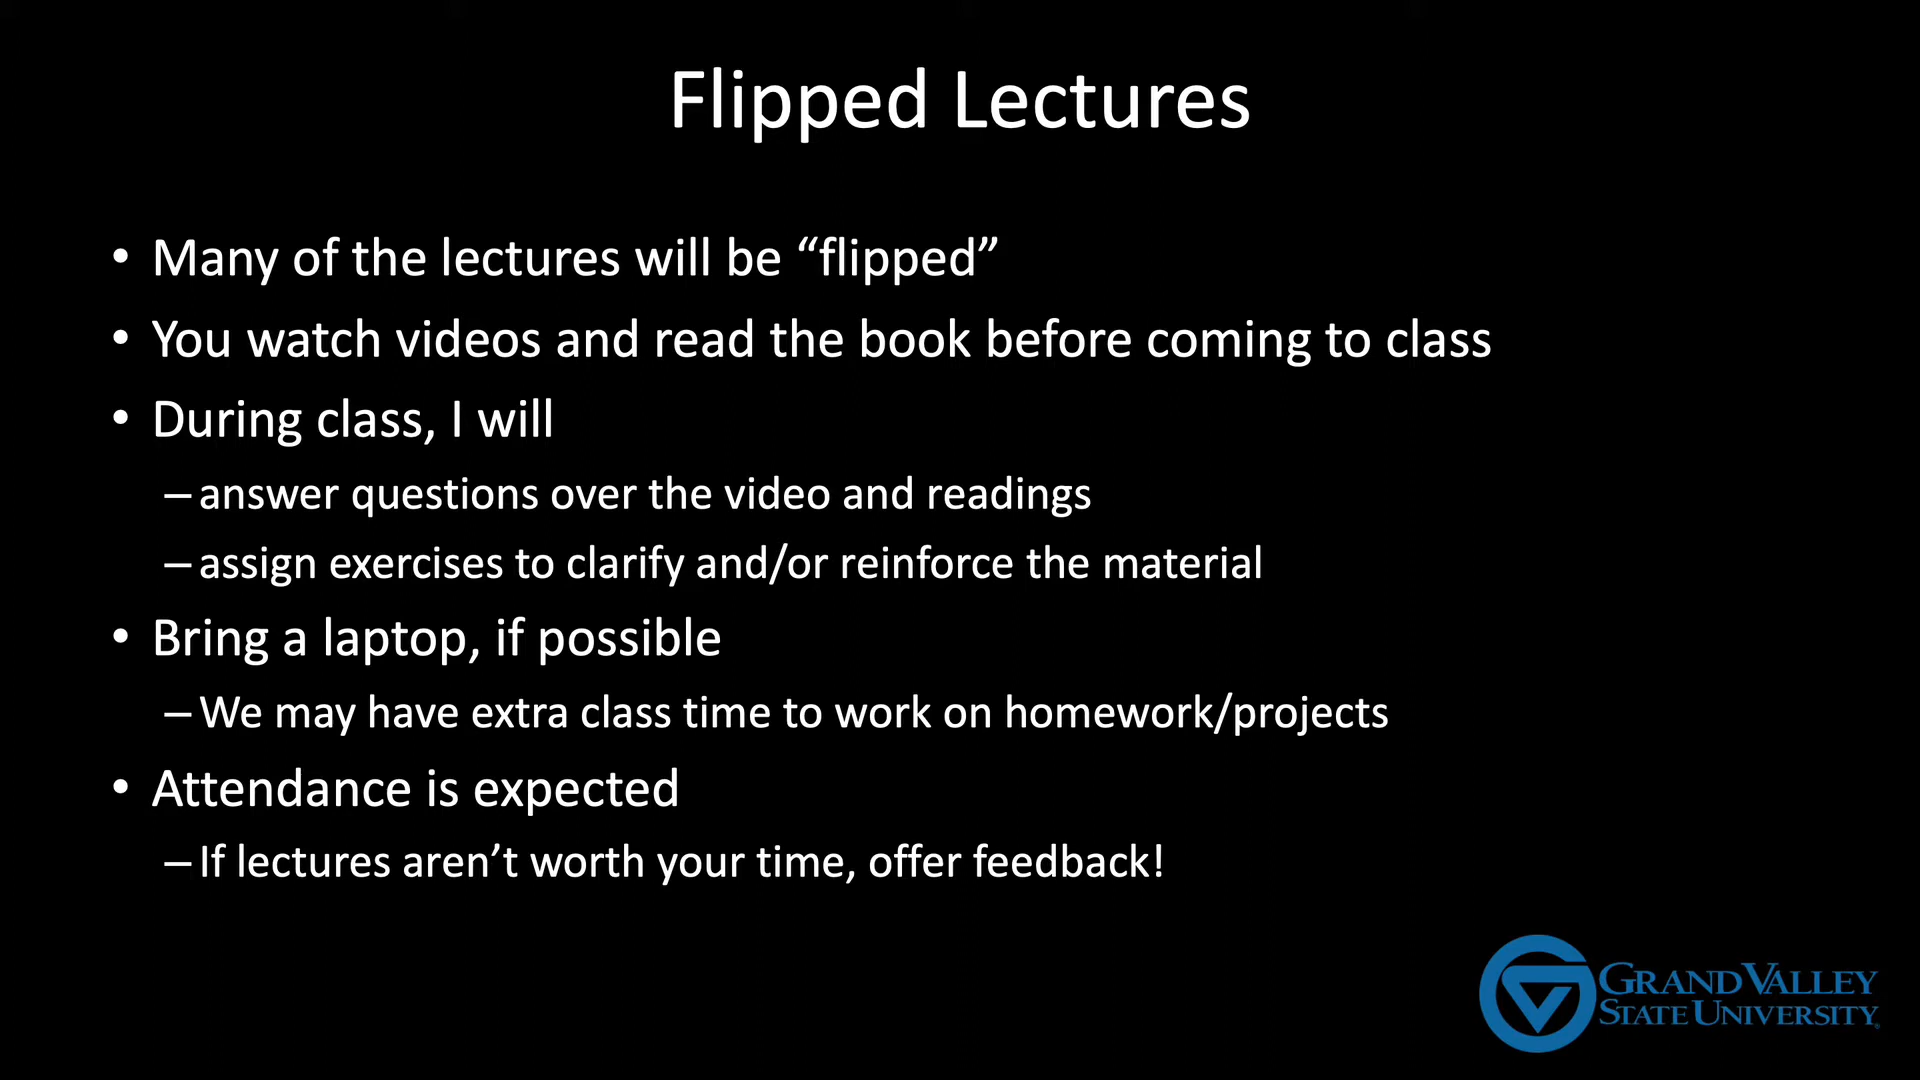 Flipped Lectures
• Many of the lectures will be “flipped”
• You watch videos and read the book before coming to class
• During class, I will
– answer questions over the video and readings
– assign exercises to clarify and/or reinforce the material
• Bring a laptop, if possible
– We may have extra class time to work on homework/projects
• Attendance is expected
– If lectures aren’t worth your time, offer feedback!
GRAND VALLEY
STATE UNIVERSITY